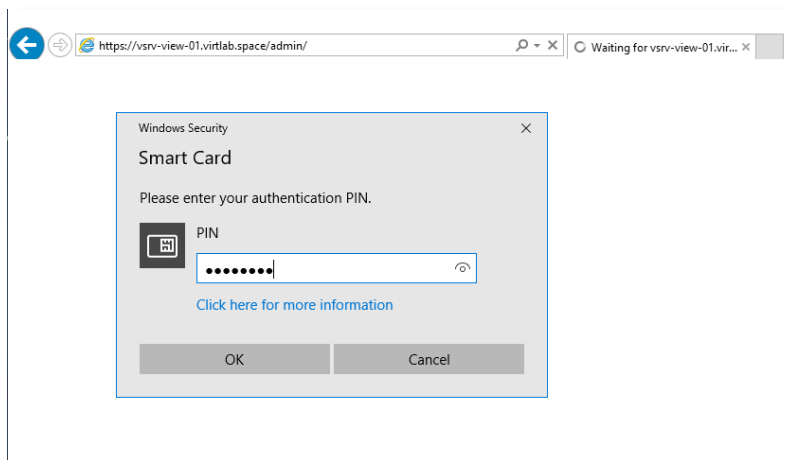 https://vsrv-view-01.virtlab.space/admin/
Waiting for vsrv-view-01.vir...
Windows Security
Smart Card
Please enter your authentication PIN.
PIN
••••••••
Click here for more information
OK
Cancel